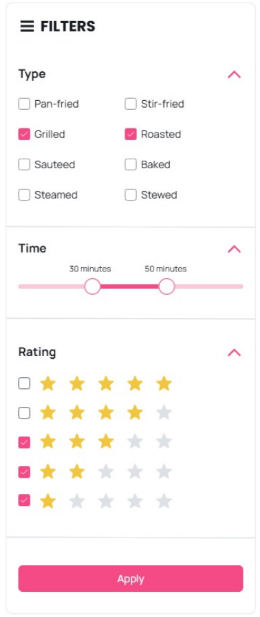 FILTERS
Type
Pan-fried Stir-fried
Grilled Roasted
Sauteed Baked
Steamed Stewed
Time
30 minutes 50 minutes
Rating
Apply